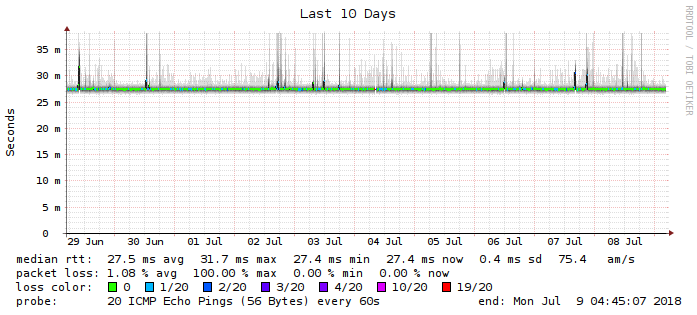 Last 10 Days
RRDTOOL / TOBI OETIKER
Seconds
35 m
30 m
25 m
20 m
15 m
10 m
5 m
0
29 Jun 30 Jun 01 Jul 02 Jul 03 Jul 04 Jul 05 Jul 06 Jul 07 Jul 08 Jul
median rtt: 27.5 ms avg 31.7 ms max 27.4 ms min 27.4 ms now 0.4 ms sd 75.4 am/s
packet loss: 1.08 % avg 100.00 % max 0.00 % min 0.00 % now
loss color: 0 1/20 2/20 3/20 4/20 10/20 19/20
probe: 20 ICMP Echo Pings (56 Bytes) every 60s end: Mon Jul 9 04:45:07 2018